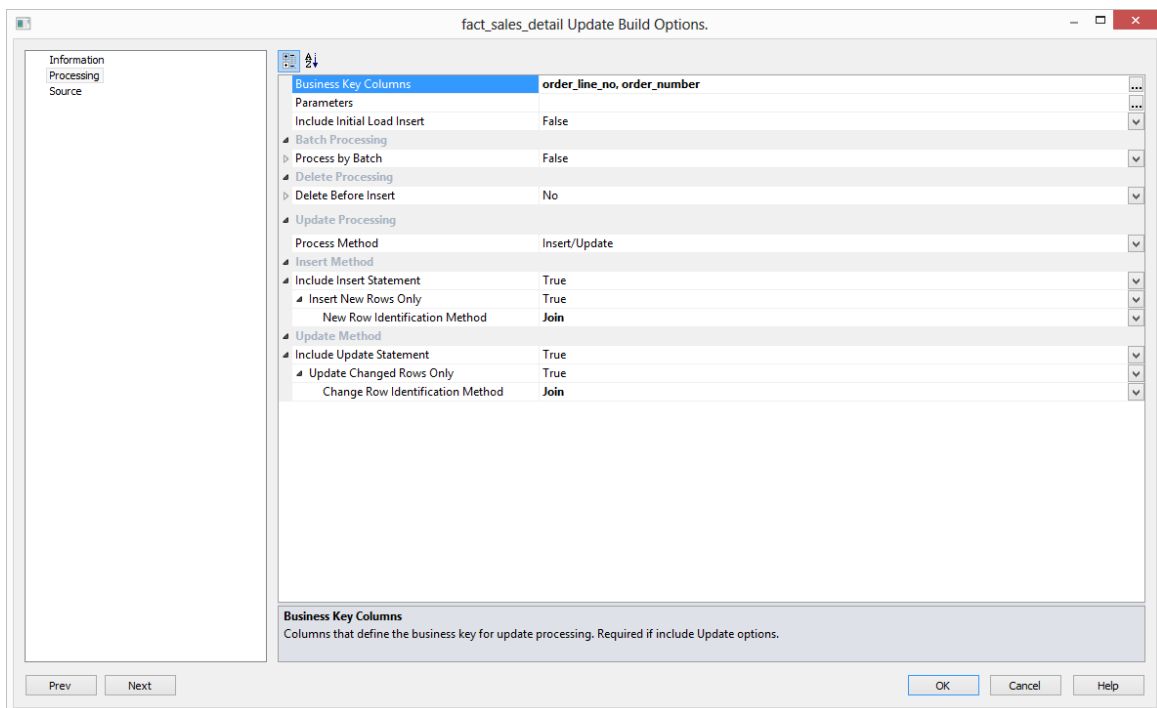 fact_sales_detail Update Build Options.
Information
Processing
Source
Business Key Columns order_line_no, order_number
Parameters
Include Initial Load Insert False
Batch Processing
Process by Batch False
Delete Processing
Delete Before Insert No
Update Processing
Process Method Insert/Update
Insert Method
Include Insert Statement True
Insert New Rows Only True
New Row Identification Method Join
Update Method
Include Update Statement True
Update Changed Rows Only True
Change Row Identification Method Join
Business Key Columns
Columns that define the business key for update processing. Required if include Update options.
Prev Next OK Cancel Help